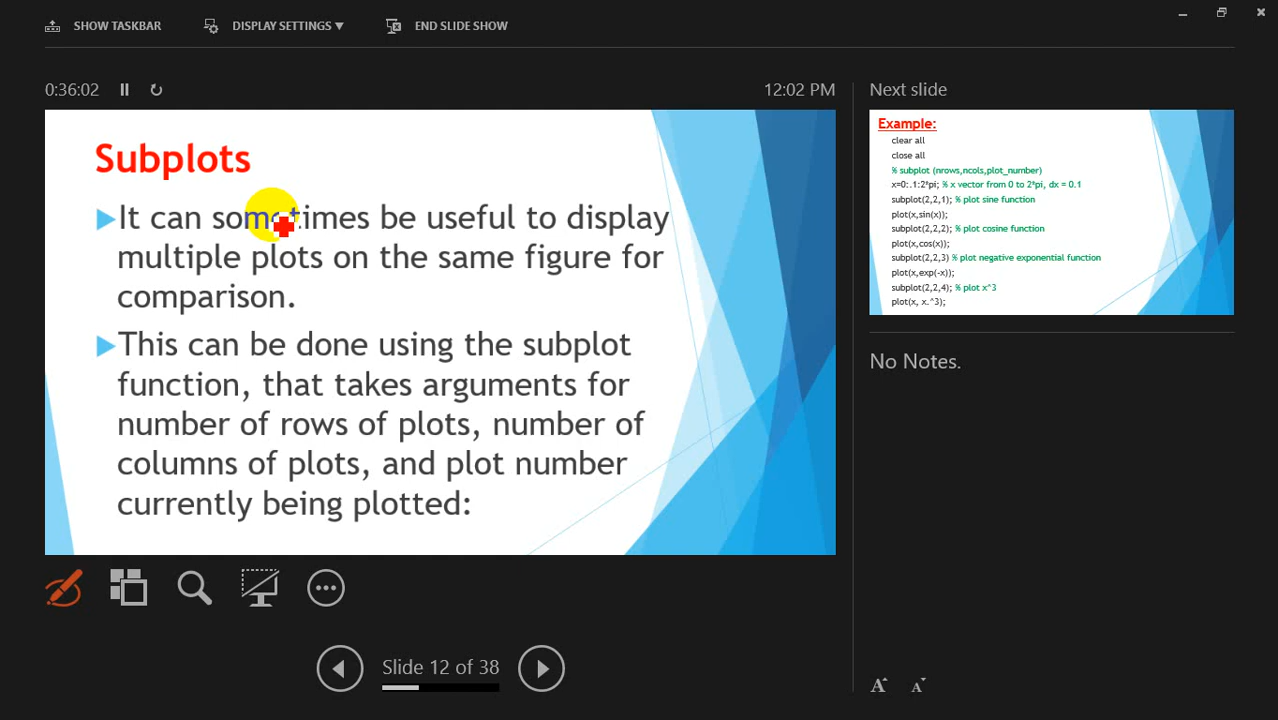 SHOW TASKBAR
DISPLAY SETTINGS ▼
END SLIDE SHOW
0:36:02
12:02 PM
Subplots
It can sometimes be useful to display
multiple plots on the same figure for
comparison.
This can be done using the subplot
function, that takes arguments for
number of rows of plots, number of
columns of plots, and plot number
currently being plotted:
Slide 12 of 38
Next slide
Example:
clear all
close all
% subplot (nrows,ncols,plot_number)
x=0:.1:2*pi; % x vector from 0 to 2*pi, dx = 0.1
subplot(2,2,1); % plot sine function
plot(x,sin(x));
subplot(2,2,2); % plot cosine function
plot(x,cos(x));
subplot(2,2,3) % plot negative exponential function
plot(x,exp(-x));
subplot(2,2,4); % plot x^3
plot(x, x.^3);
No Notes.
A A